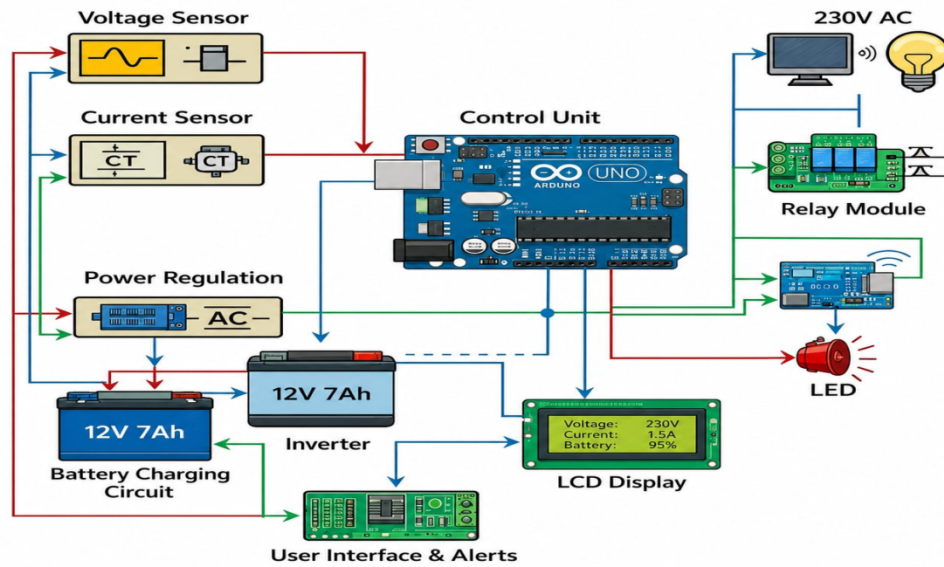 Voltage Sensor
230V AC
Current Sensor
CT
CT
Control Unit
UNO
ARDUINO
Relay Module
Power Regulation
AC
LED
12V 7Ah
Inverter
12V 7Ah
Battery Charging
Circuit
Voltage: 230V
Current: 1.5A
Battery: 95%
LCD Display
User Interface & Alerts